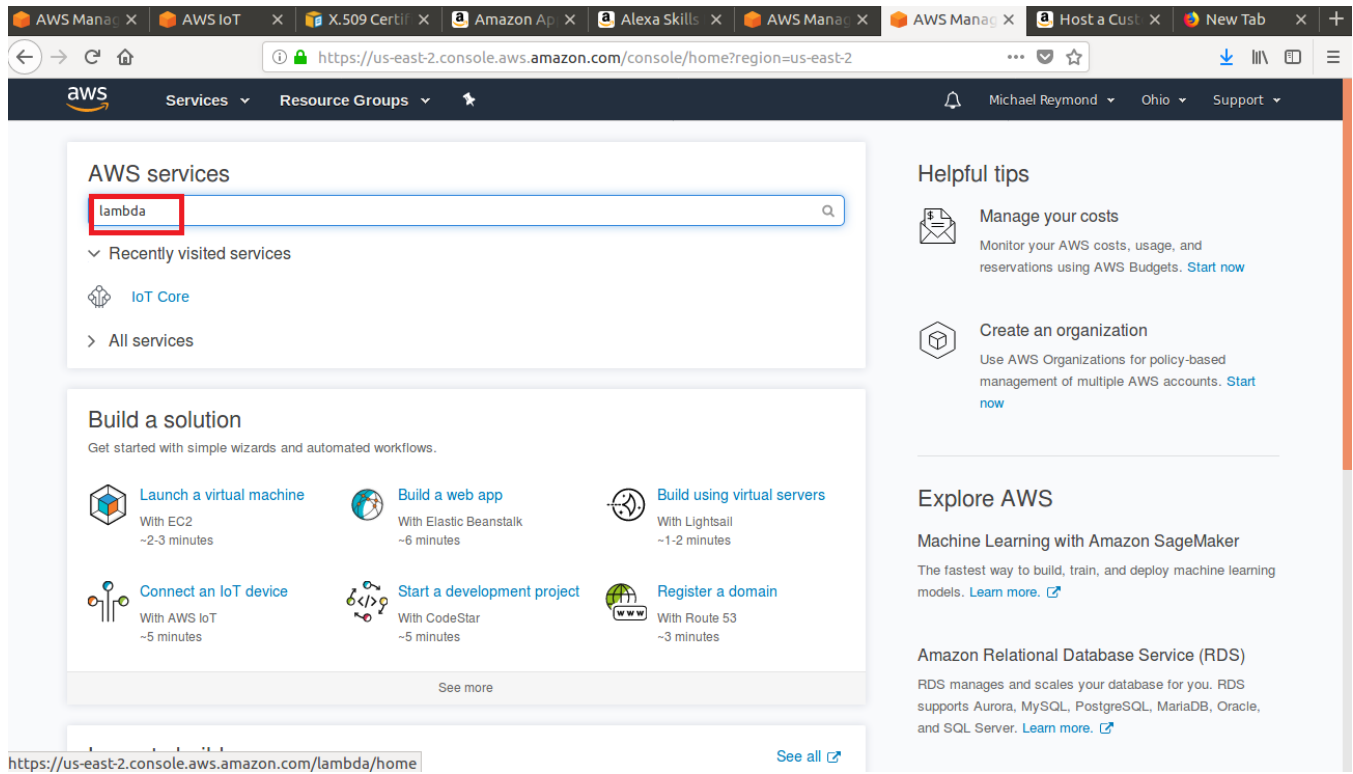 AWS Manag
AWS IoT
X.509 Certif
Amazon Ap
Alexa Skills
AWS Manag
AWS Manag
Host a Cust
New Tab
https://us-east-2.console.aws.amazon.com/console/home?region=us-east-2
aws Services Resource Groups Michael Reymond Ohio Support
AWS services
lambda
Recently visited services
IoT Core
All services
Build a solution
Get started with simple wizards and automated workflows.
Launch a virtual machine
With EC2
~2-3 minutes
Build a web app
With Elastic Beanstalk
~6 minutes
Build using virtual servers
With Lightsail
~1-2 minutes
Connect an IoT device
With AWS IoT
~5 minutes
Start a development project
With CodeStar
~5 minutes
Register a domain
With Route 53
~3 minutes
See more
See all
https://us-east-2.console.aws.amazon.com/lambda/home
Helpful tips
Manage your costs
Monitor your AWS costs, usage, and
reservations using AWS Budgets. Start now
Create an organization
Use AWS Organizations for policy-based
management of multiple AWS accounts. Start
now
Explore AWS
Machine Learning with Amazon SageMaker
The fastest way to build, train, and deploy machine learning
models. Learn more.
Amazon Relational Database Service (RDS)
RDS manages and scales your database for you. RDS
supports Aurora, MySQL, PostgreSQL, MariaDB, Oracle,
and SQL Server. Learn more.